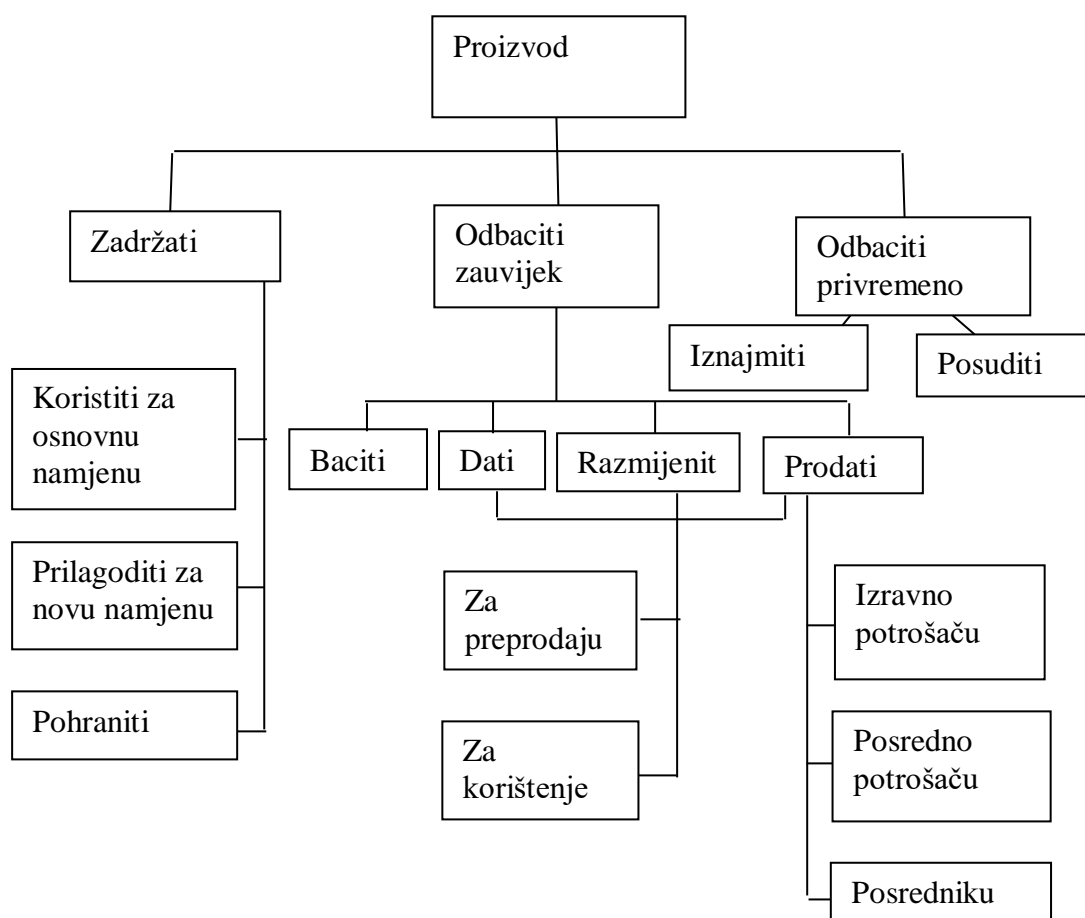 Proizvod
Zadržati
Odbaciti
zauvijek
Odbaciti
privremeno
Iznajmiti
Posuditi
Koristiti za
osnovnu
namjenu
Baciti
Dati
Razmijenit
Prodati
Prilagoditi za
novu namjenu
Za
preprodaju
Izravno
potrošaču
Pohraniti
Za
korištenje
Posredno
potrošaču
Posredniku